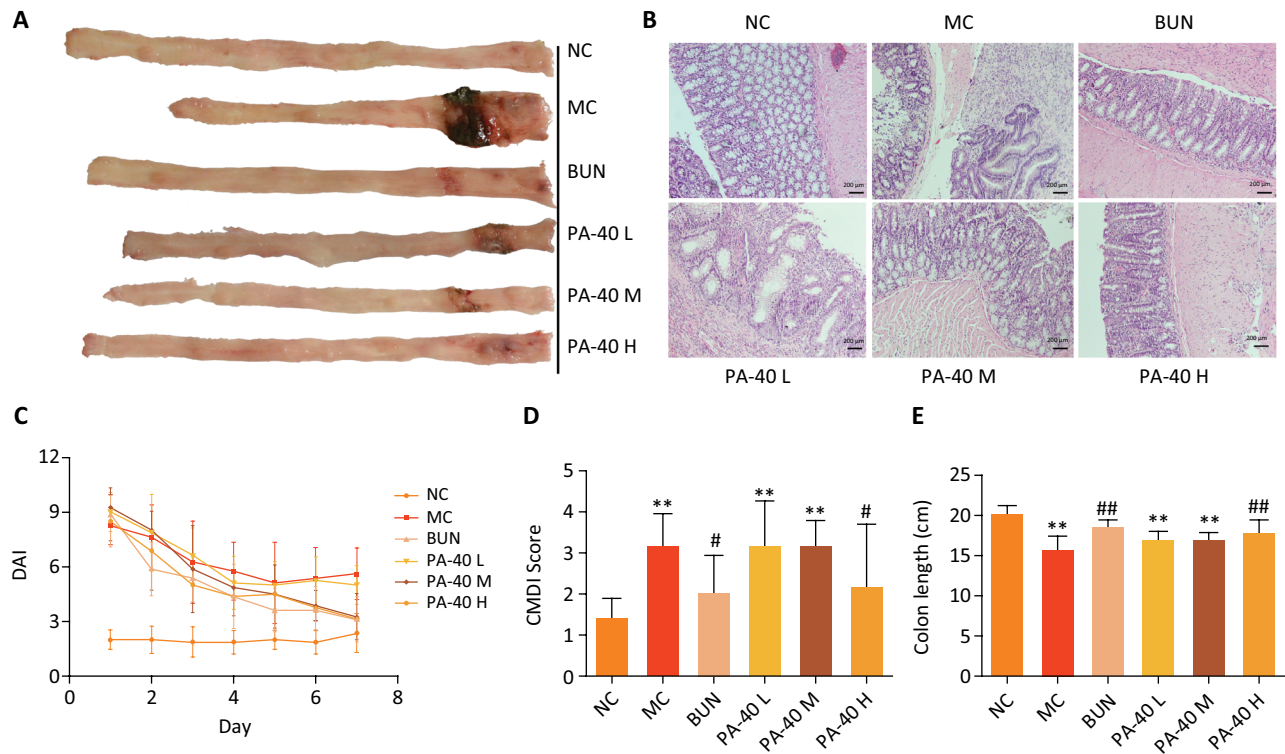 A
NC
MC
BUN
PA-40 L
PA-40 M
PA-40 H
B
NC
MC
BUN
200 μm
200 μm
200 μm
200 μm
200 μm
200 μm
PA-40 L
PA-40 M
PA-40 H
C
12
9
6
3
0
DAI
0
2
4
6
8
Day
NC
MC
BUN
PA-40 L
PA-40 M
PA-40 H
D
5
4
3
2
1
0
CMDI Score
**
#
**
**
#
NC
MC
BUN
PA-40 L
PA-40 M
PA-40 H
E
25
20
15
10
5
0
Colon length (cm)
**
##
**
**
##
NC
MC
BUN
PA-40 L
PA-40 M
PA-40 H